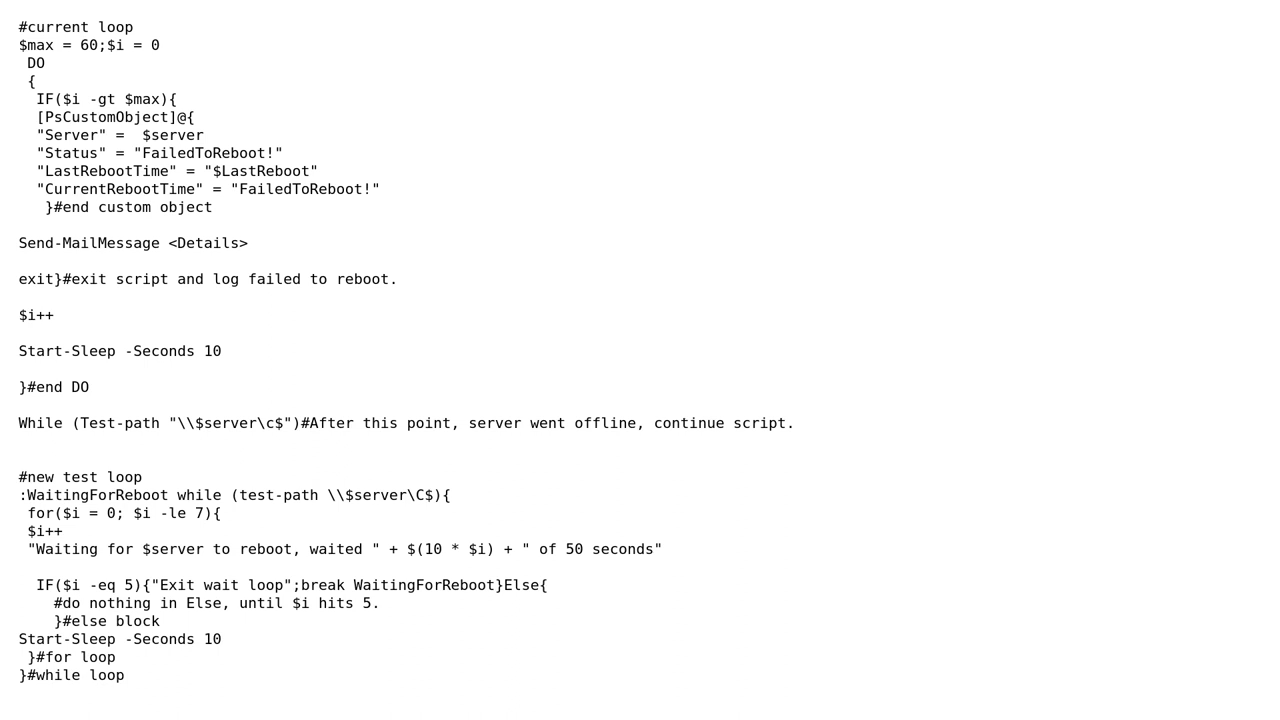 #current loop
$max = 60;$i = 0
DO
{
IF($i -gt $max){
[PsCustomObject]@{
"Server" =  $server
"Status" = "FailedToReboot!"
"LastRebootTime" = "$LastReboot"
"CurrentRebootTime" = "FailedToReboot!"
}#end custom object
Send-MailMessage <Details>
exit}#exit script and log failed to reboot.
$i++
Start-Sleep -Seconds 10
}#end DO
While (Test-path "\\$server\c$")#After this point, server went offline, continue script.
#new test loop
:WaitingForReboot while (test-path \\$server\C$){
for($i = 0; $i -le 7){
$i++
"Waiting for $server to reboot, waited " + $(10 * $i) + " of 50 seconds"
IF($i -eq 5){"Exit wait loop";break WaitingForReboot}Else{
#do nothing in Else, until $i hits 5.
}#else block
Start-Sleep -Seconds 10
}#for loop
}#while loop